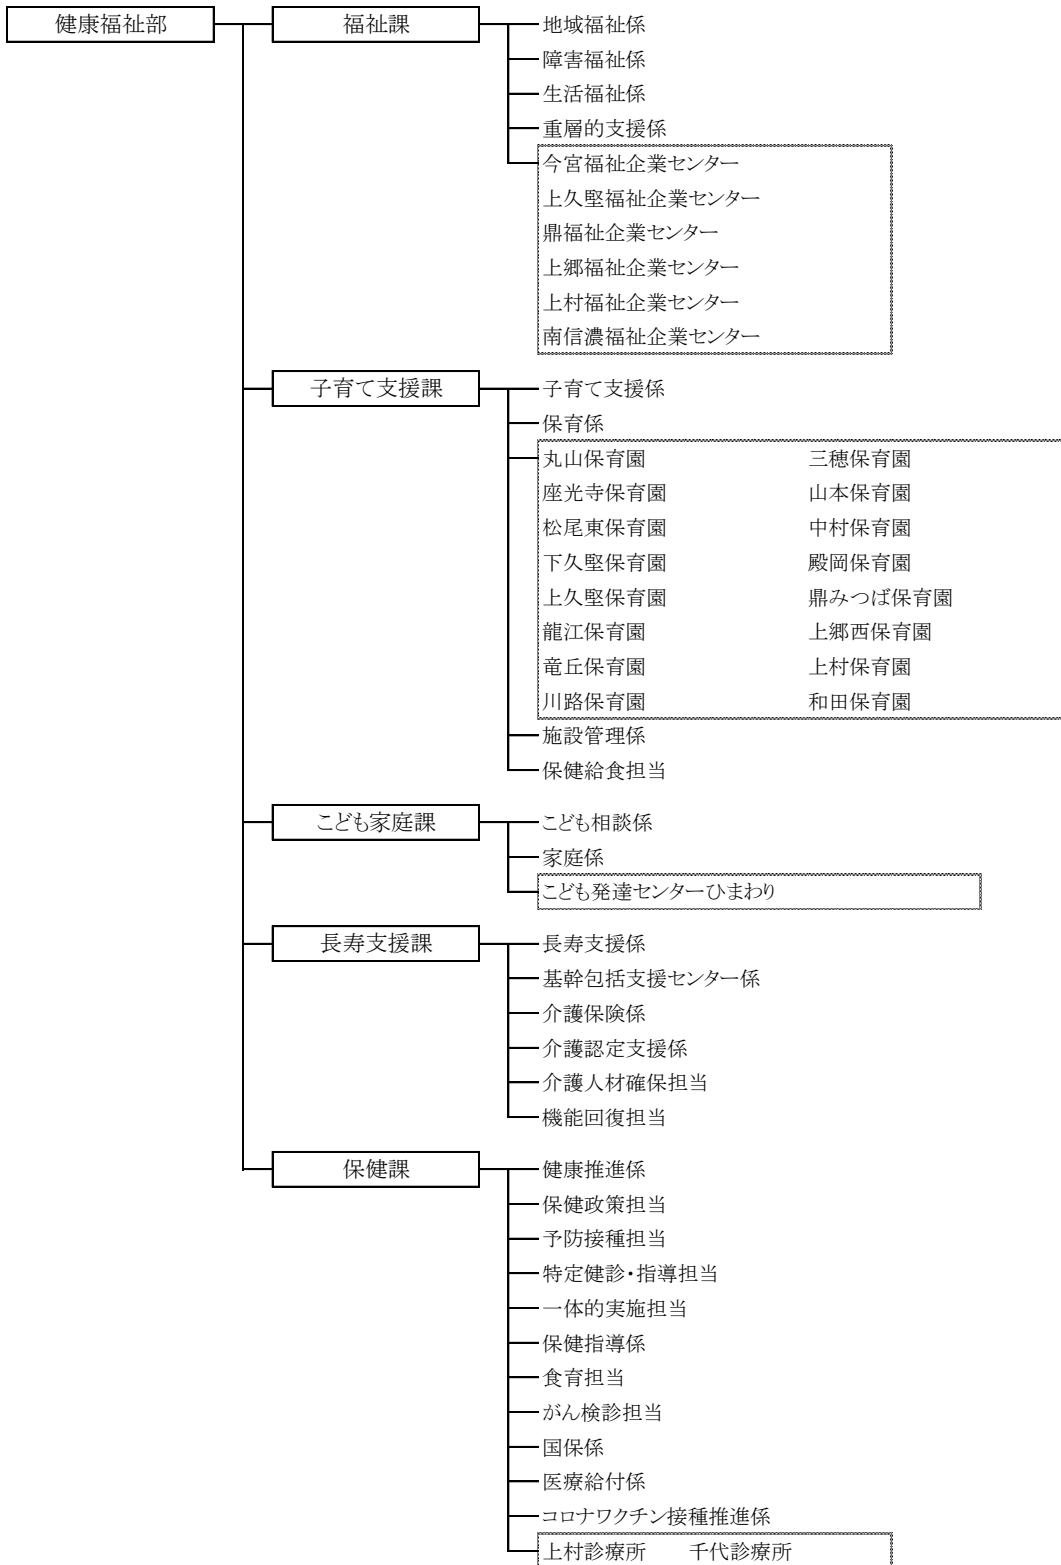 健康福祉部 福祉課 地域福祉係
障害福祉係
生活福祉係
重層的支援係
今宮福祉企業センター
上久堅福祉企業センター
鼎福祉企業センター
上郷福祉企業センター
上村福祉企業センター
南信濃福祉企業センター
子育て支援課 子育て支援係
保育係
丸山保育園 三穂保育園
座光寺保育園 山本保育園
松尾東保育園 中村保育園
下久堅保育園 殿岡保育園
上久堅保育園 鼎みつば保育園
龍江保育園 上郷西保育園
竜丘保育園 上村保育園
川路保育園 和田保育園
施設管理係
保健給食担当
こども家庭課 こども相談係
家庭係
こども発達センターひまわり
長寿支援課 長寿支援係
基幹包括支援センター係
介護保険係
介護認定支援係
介護人材確保担当
機能回復担当
保健課 健康推進係
保健政策担当
予防接種担当
特定健診・指導担当
一体的実施担当
保健指導係
食育担当
がん検診担当
国保係
医療給付係
コロナワクチン接種推進係
上村診療所 千代診療所